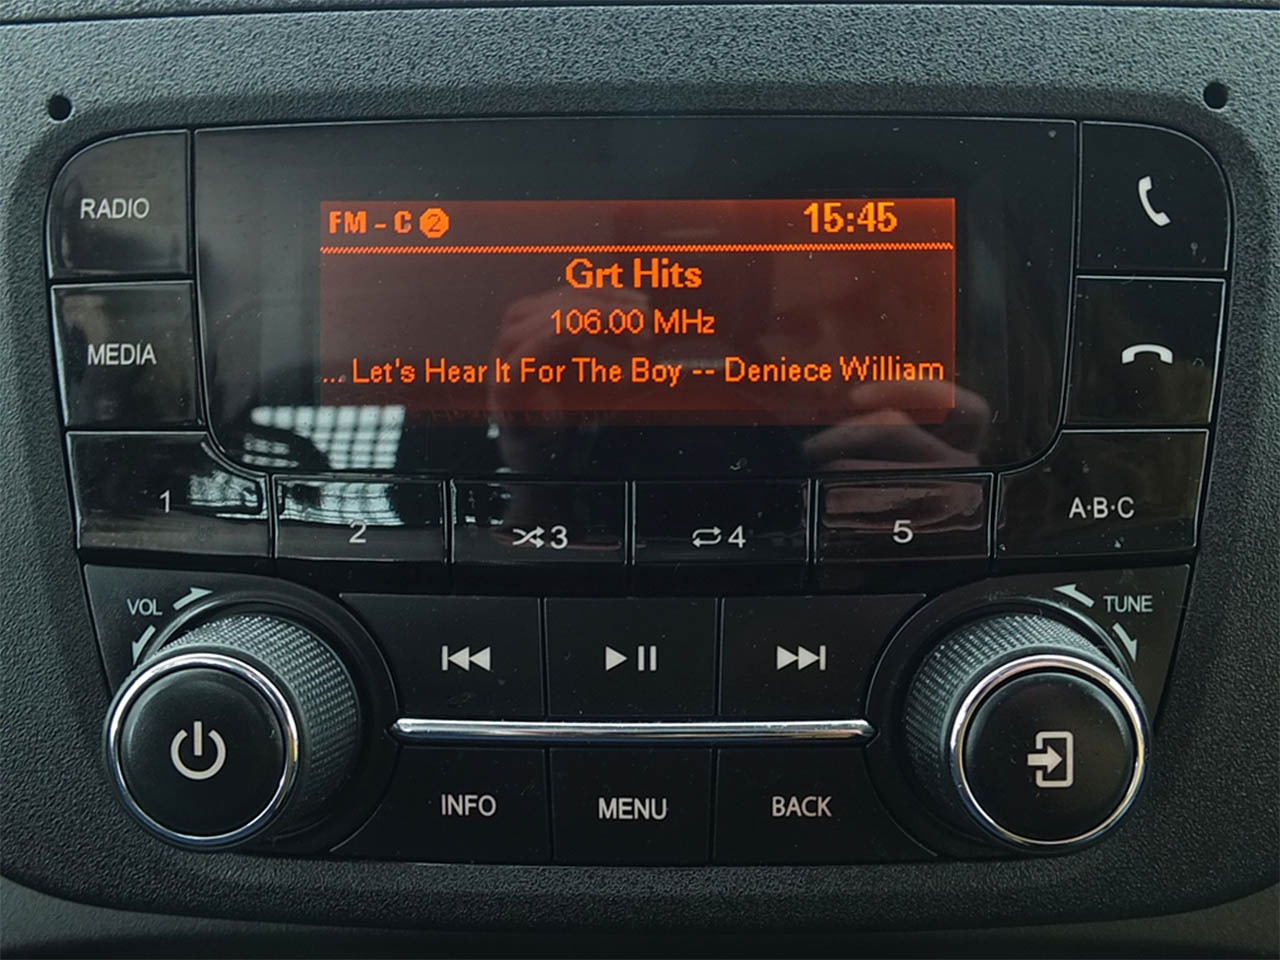 RADIO
FM - C 2
15:45
Grt Hits
106.00 MHz
... Let's Hear It For The Boy -- Deniece William
MEDIA
1
2
3
4
5
A·B·C
VOL
TUNE
INFO
MENU
BACK